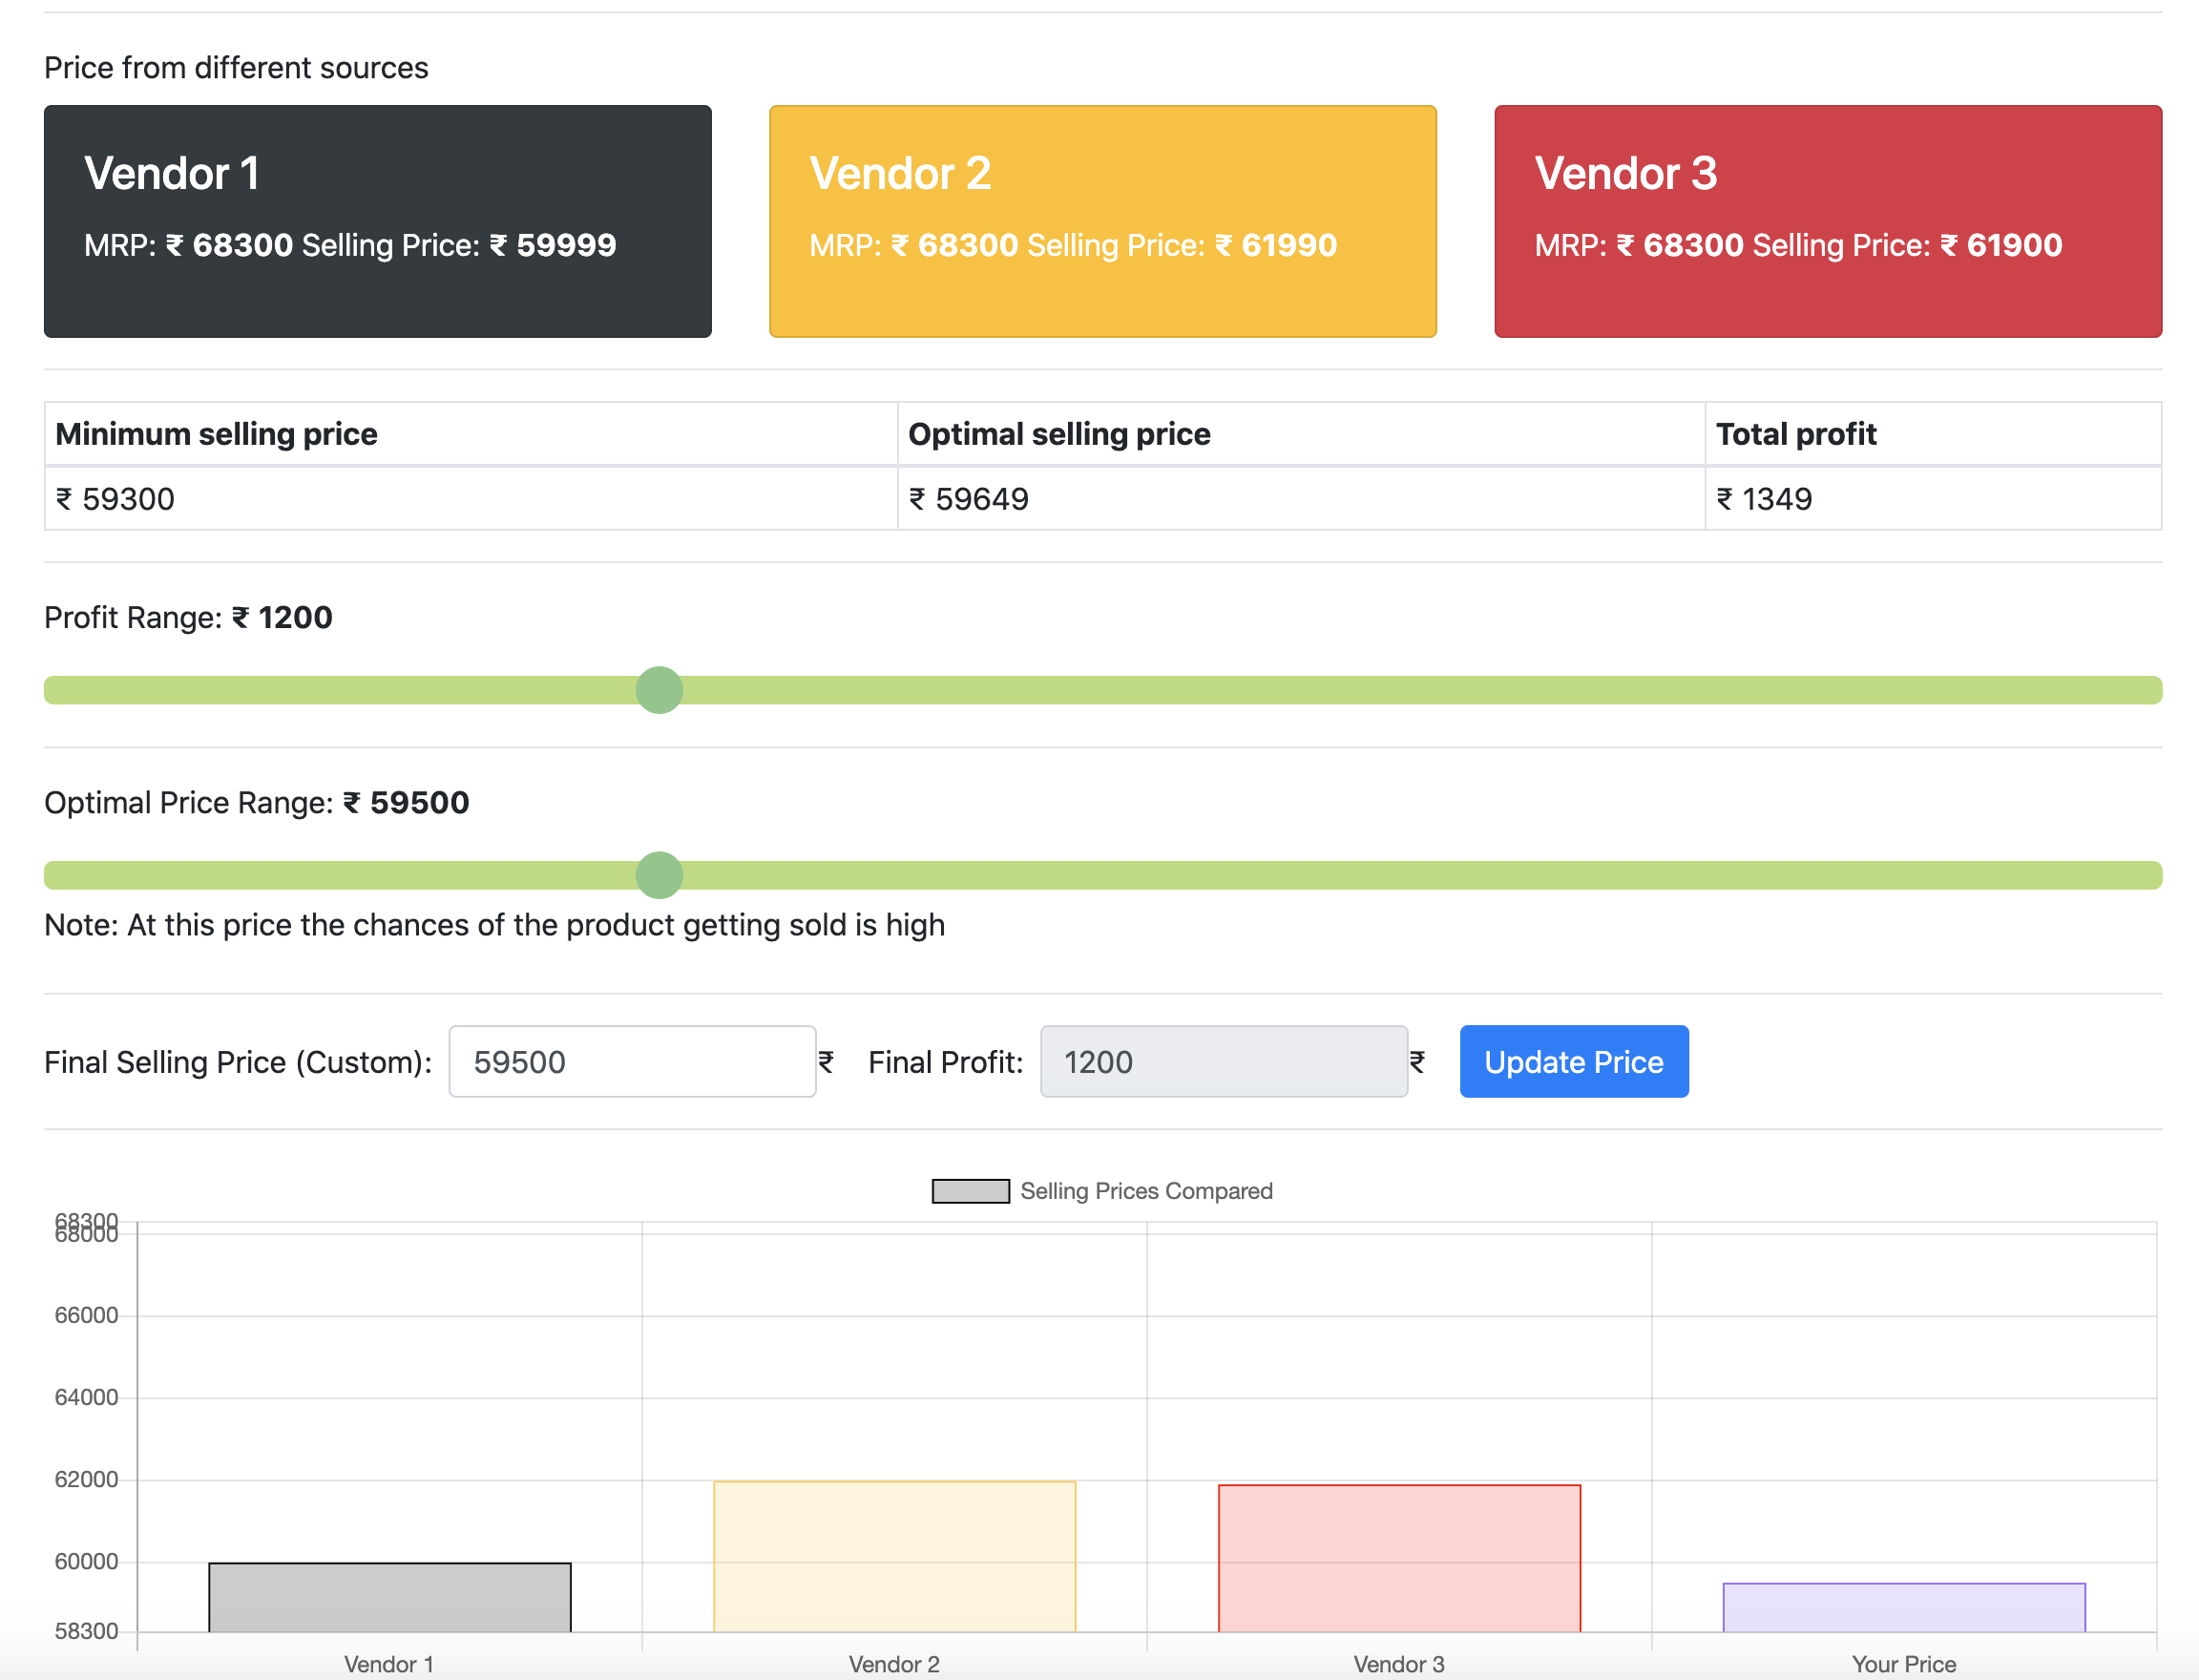 Price from different sources
Vendor 1
MRP: ₹ 68300 Selling Price: ₹ 59999
Vendor 2
MRP: ₹ 68300 Selling Price: ₹ 61990
Vendor 3
MRP: ₹ 68300 Selling Price: ₹ 61900
Minimum selling price Optimal selling price Total profit
₹ 59300 ₹ 59649 ₹ 1349
Profit Range: ₹ 1200
Optimal Price Range: ₹ 59500
Note: At this price the chances of the product getting sold is high
Final Selling Price (Custom): 59500 ₹ Final Profit: 1200 ₹ Update Price
Selling Prices Compared
68300
68000
66000
64000
62000
60000
58300
Vendor 1 Vendor 2 Vendor 3 Your Price